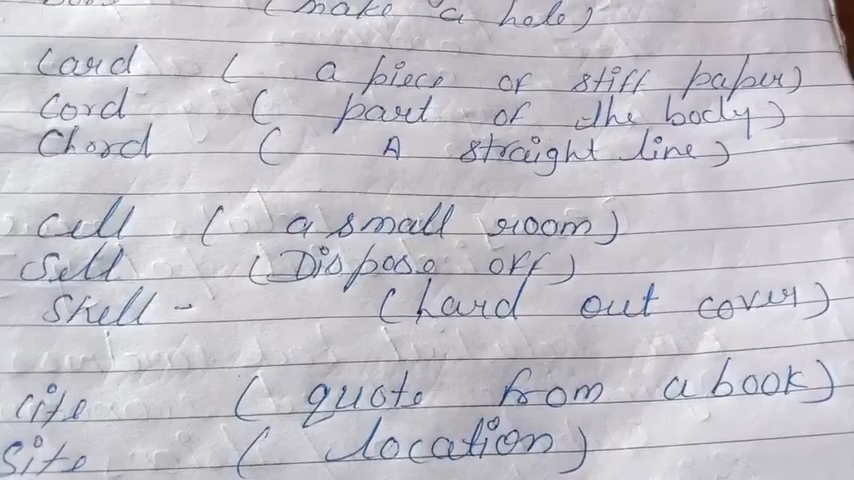 (make a hole)
Card ( a piece of stiff paper)
Cord ( part of the body)
Chord ( A straight line)
Cell ( a small room)
Sell (Dispose off)
Shell - (hard out cover)
cite ( quote from a book)
Site ( location)